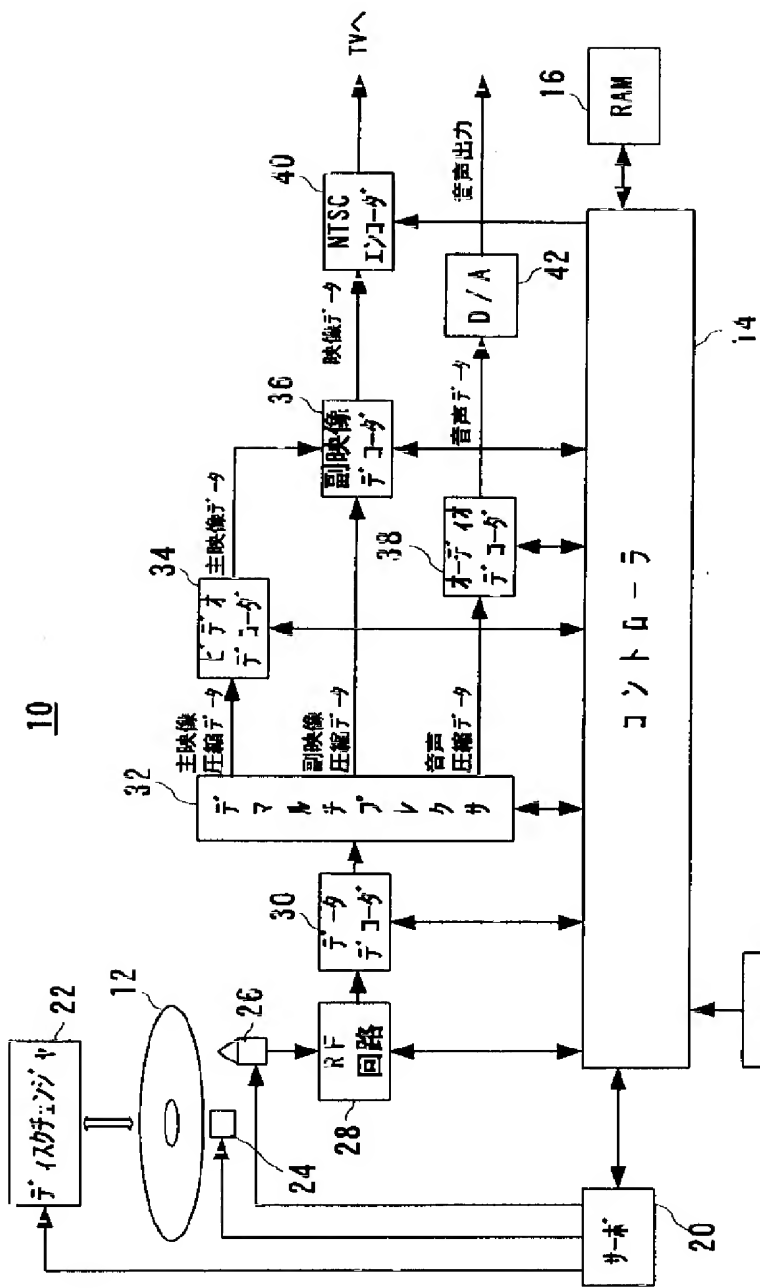 10
ディスクチェンジャ
22
12
24
26
RF
回路
28
データ
デコーダ
30
デマルチプレクサ
32
主映像
圧縮データ
副映像
圧縮データ
音声
圧縮データ
ビデオ
デコーダ
34
主映像データ
副映像
デコーダ
36
オーディオ
デコーダ
38
映像データ
音声データ
NTSC
エンコーダ
40
D/A
42
TVへ
音声出力
RAM
16
コントローラ
14
サーボ
20